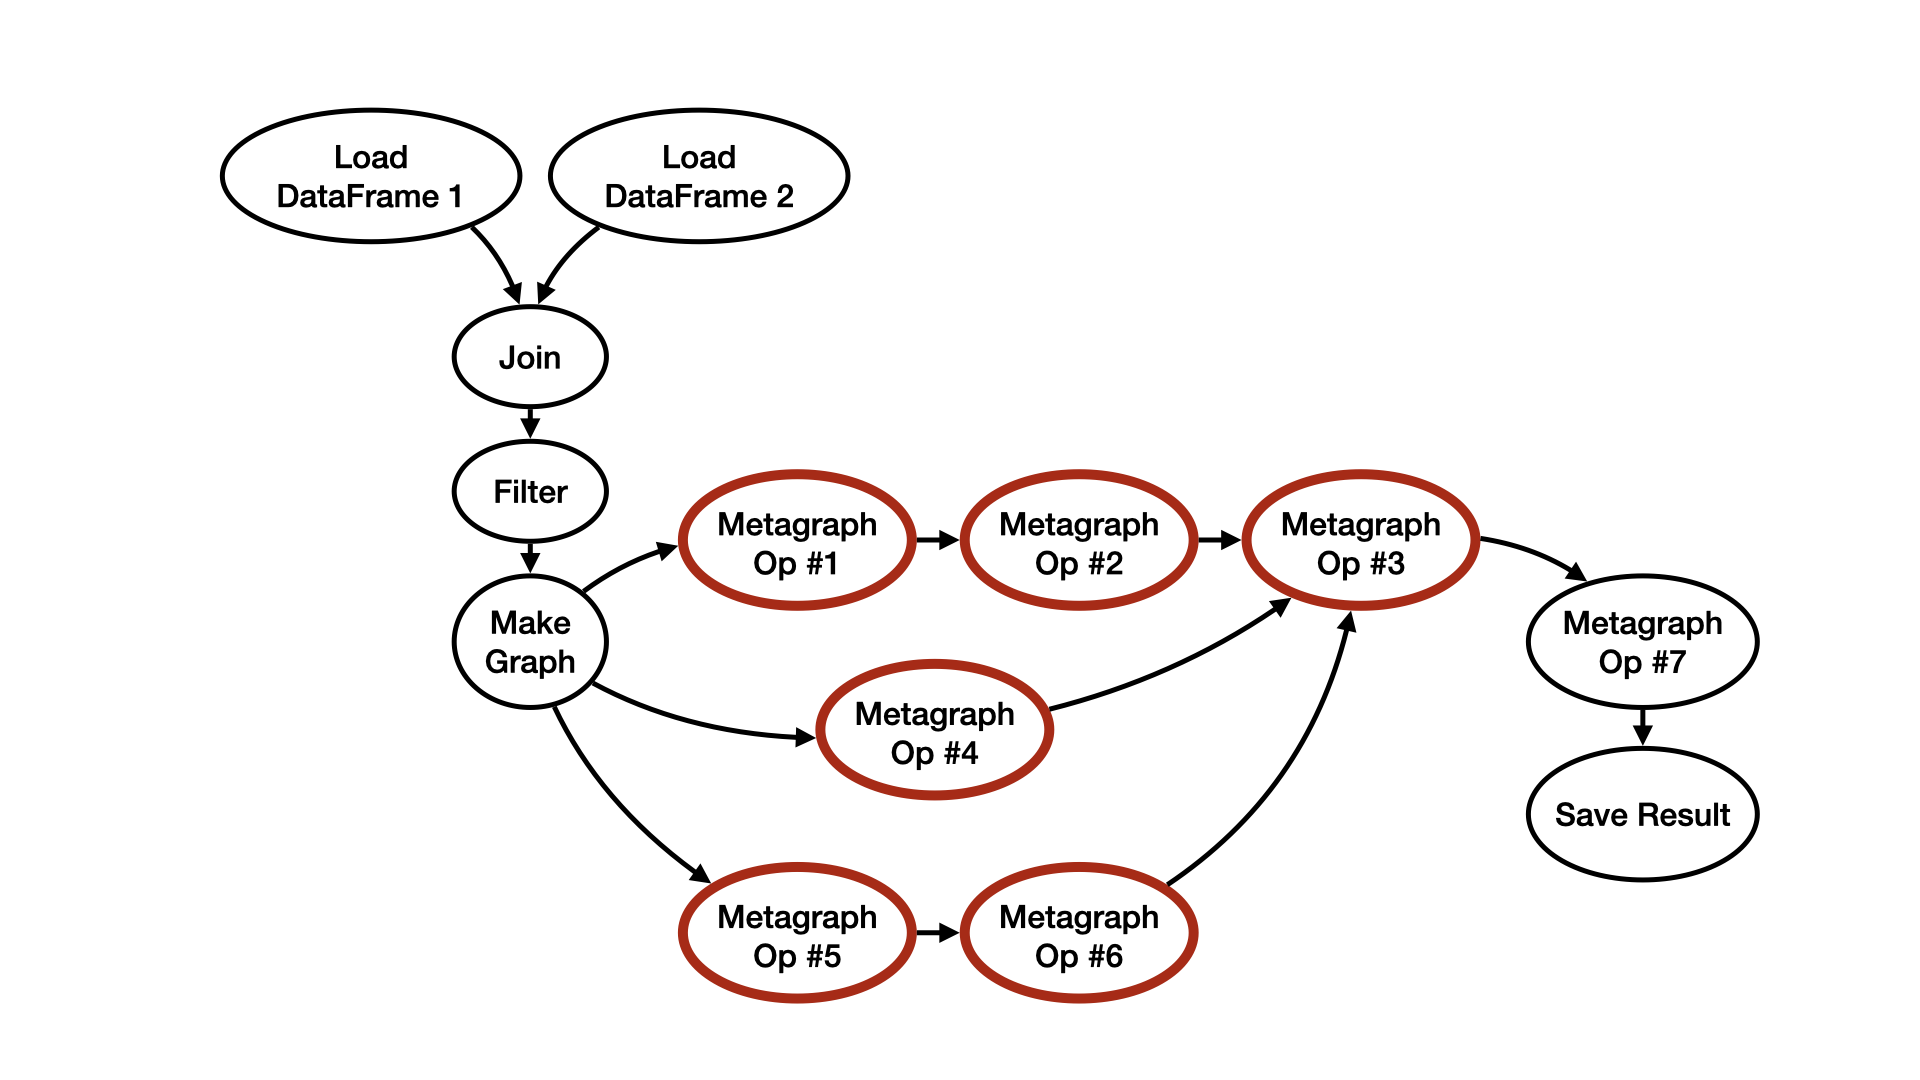 Load
DataFrame 1
Load
DataFrame 2
Join
Filter
Make
Graph
Metagraph
Op #1
Metagraph
Op #2
Metagraph
Op #3
Metagraph
Op #4
Metagraph
Op #5
Metagraph
Op #6
Metagraph
Op #7
Save Result